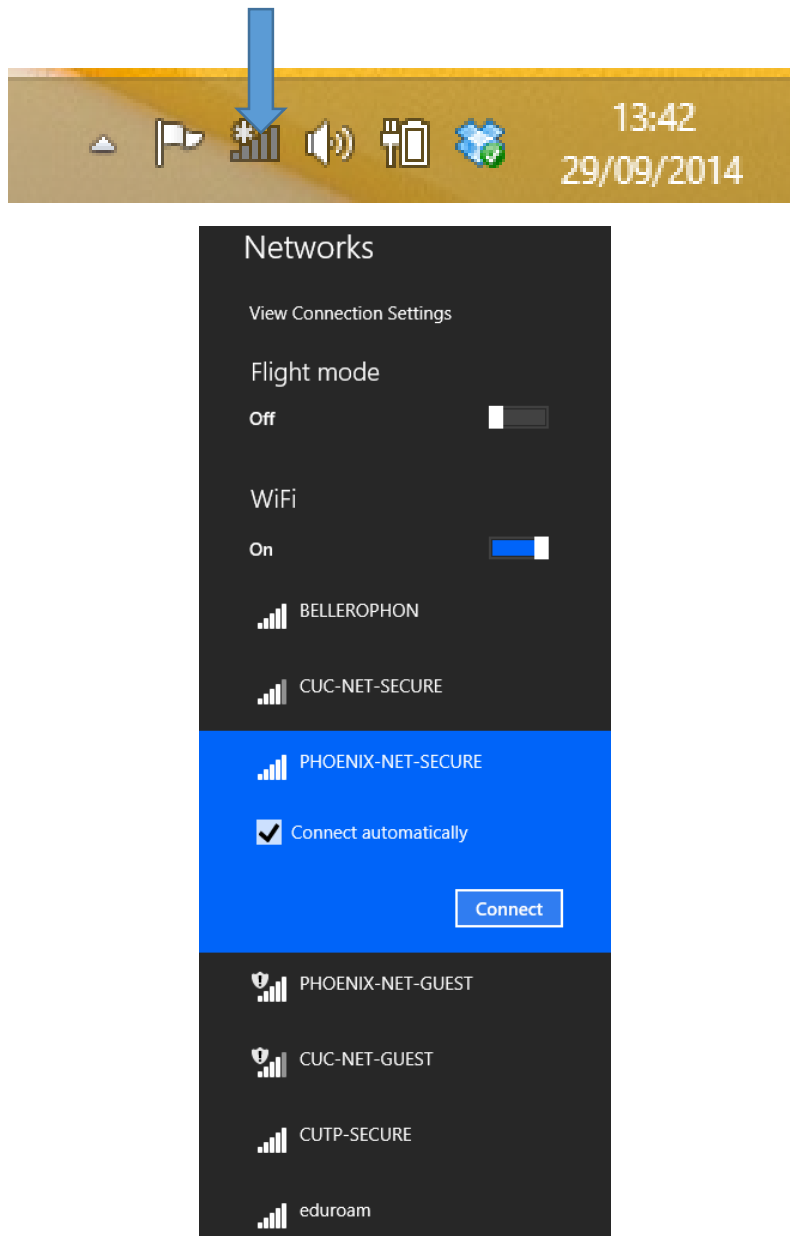 13:42
29/09/2014
Networks
View Connection Settings
Flight mode
Off
WiFi
On
BELLEROPHON
CUC-NET-SECURE
PHOENIX-NET-SECURE
Connect automatically
Connect
PHOENIX-NET-GUEST
CUC-NET-GUEST
CUTP-SECURE
eduroam